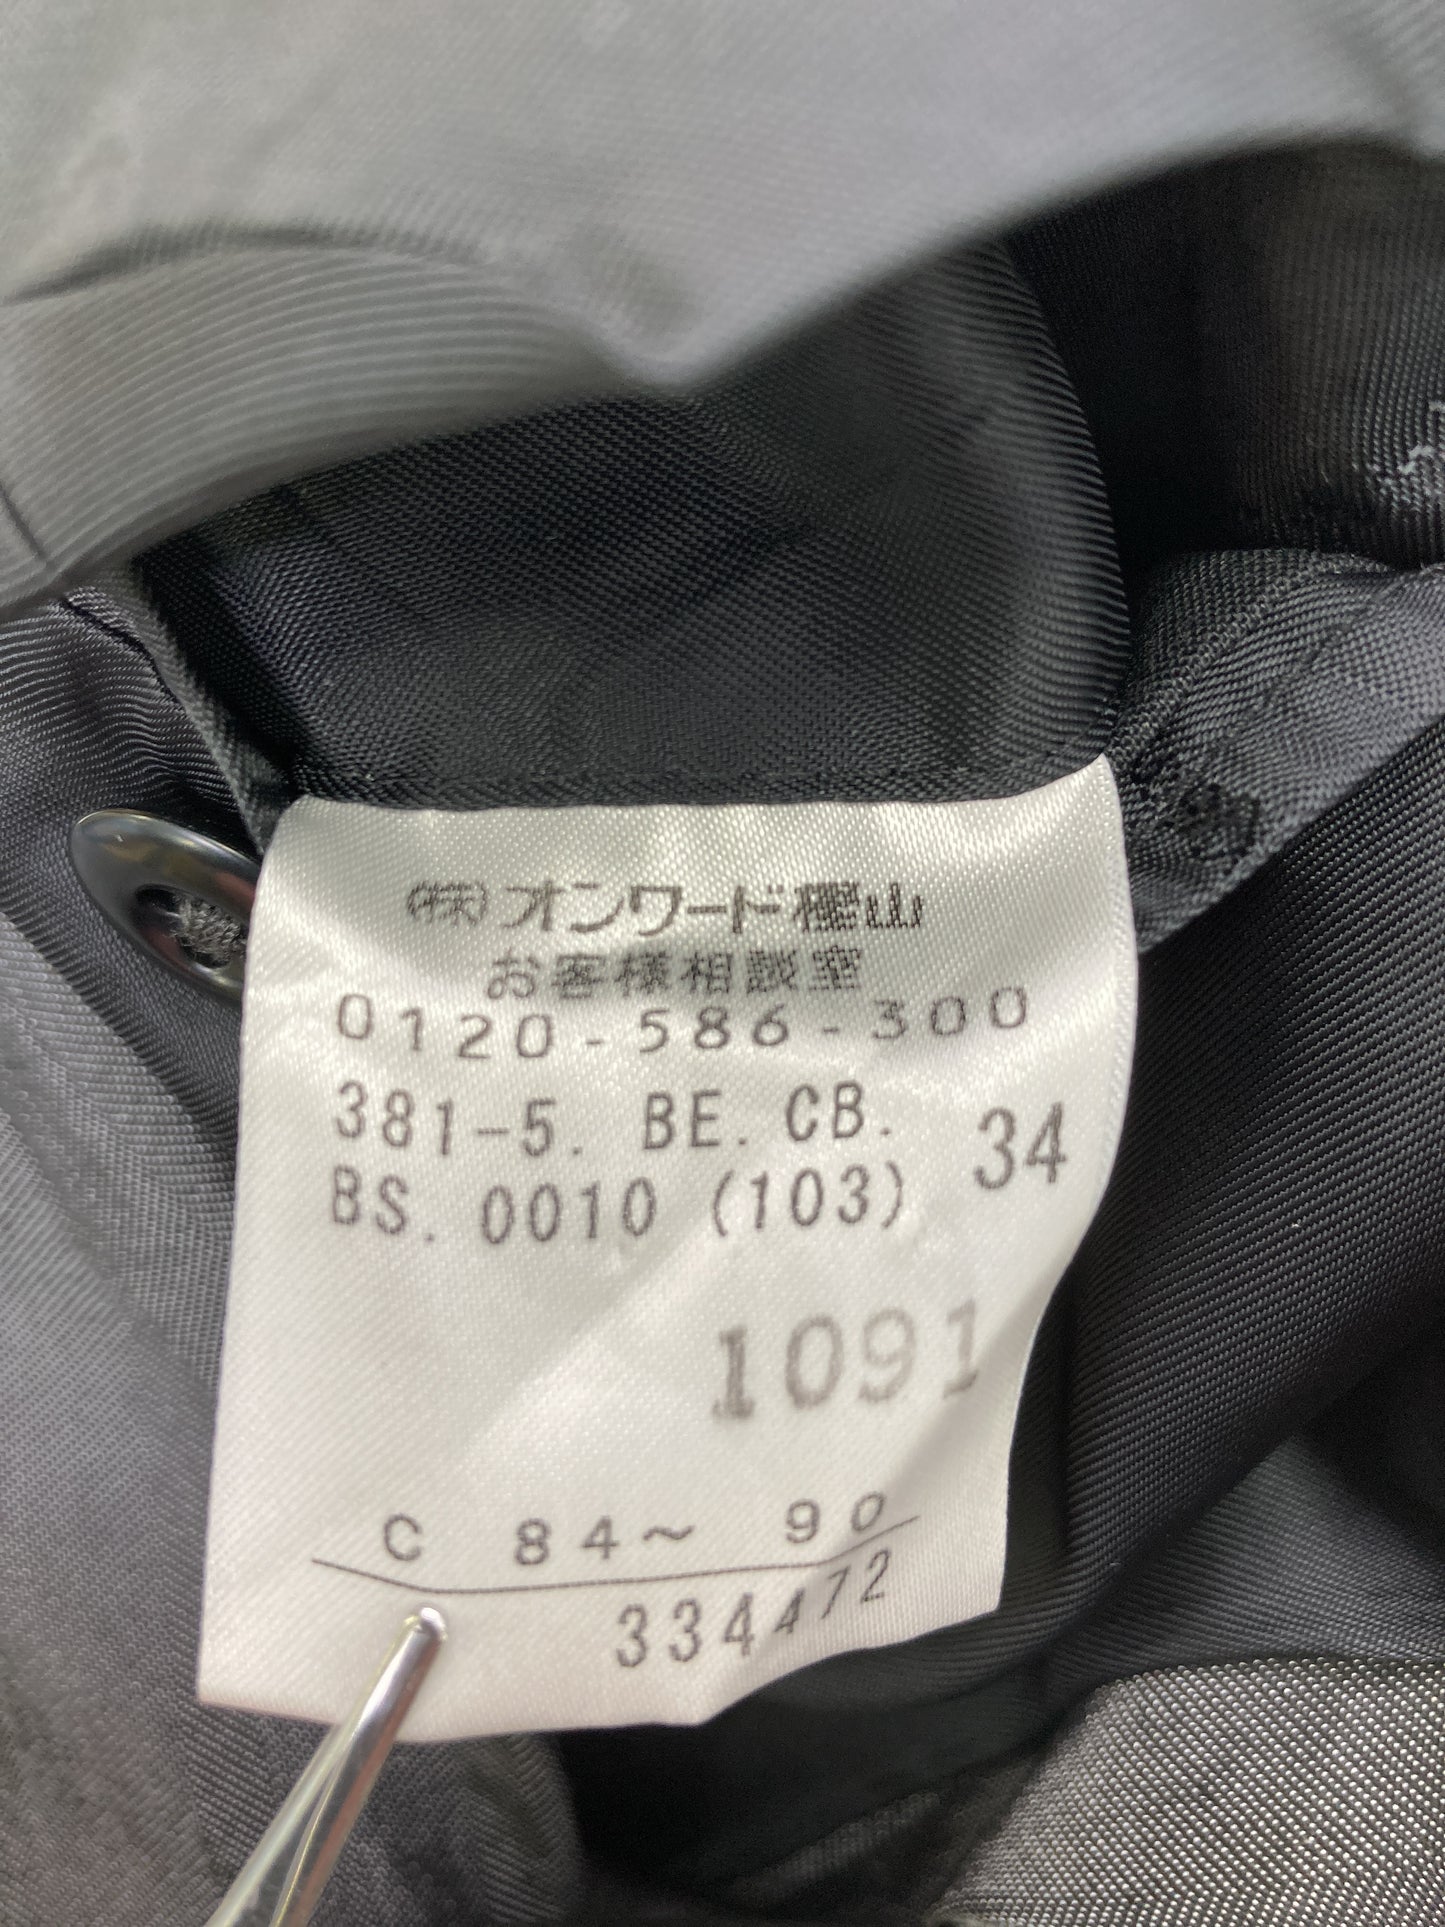 (株)オンワード樫山
お客様相談室
0120-586-300
381-5. BE. CB.
BS. 0010 (103) 34
1091
C 84～ 90
334472